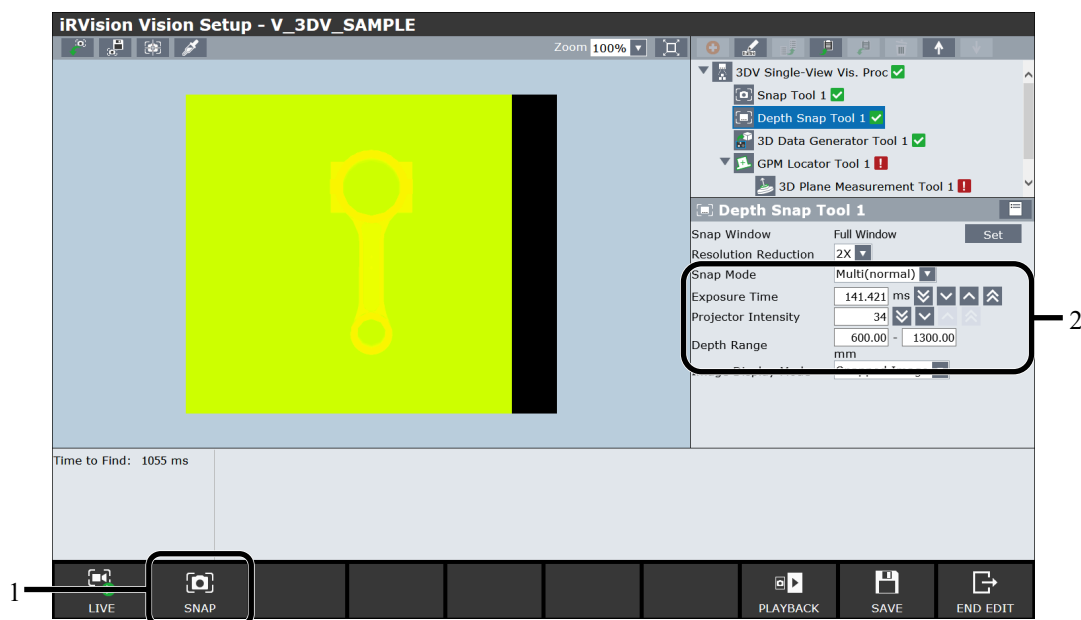 iRVision Vision Setup - V_3DV_SAMPLE
Zoom 100%
3DV Single-View Vis. Proc
Snap Tool 1
Depth Snap Tool 1
3D Data Generator Tool 1
GPM Locator Tool 1
3D Plane Measurement Tool 1
Depth Snap Tool 1
Snap Window Full Window Set
Resolution Reduction 2X
Snap Mode Multi(normal)
Exposure Time 141.421 ms
Projector Intensity 34
Depth Range 600.00 - 1300.00
mm
2
Time to Find: 1055 ms
1
LIVE SNAP PLAYBACK SAVE END EDIT